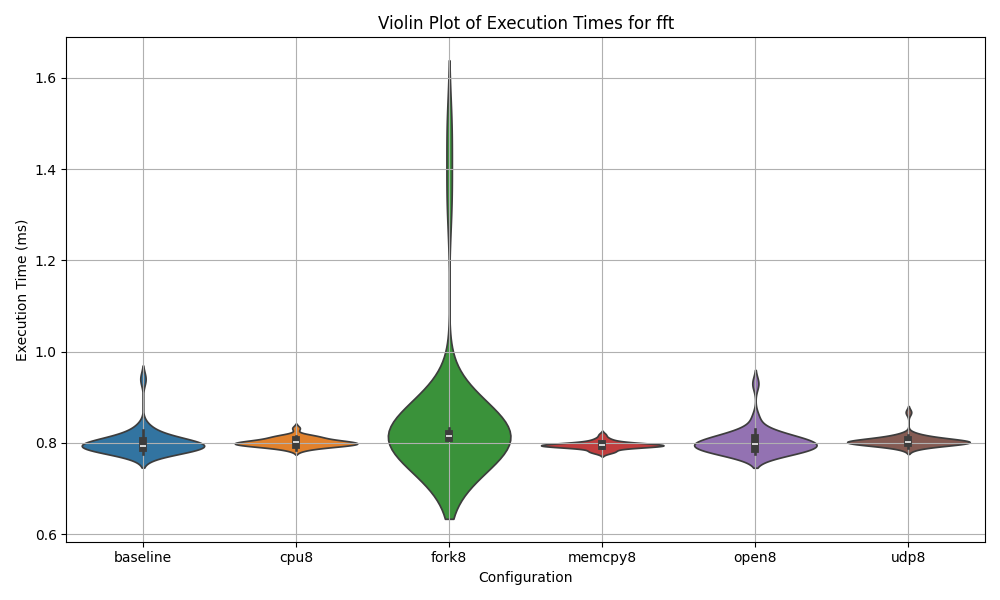 Violin Plot of Execution Times for fft
Execution Time (ms)
1.6
1.4
1.2
1.0
0.8
0.6
baseline cpu8 fork8 memcpy8 open8 udp8
Configuration